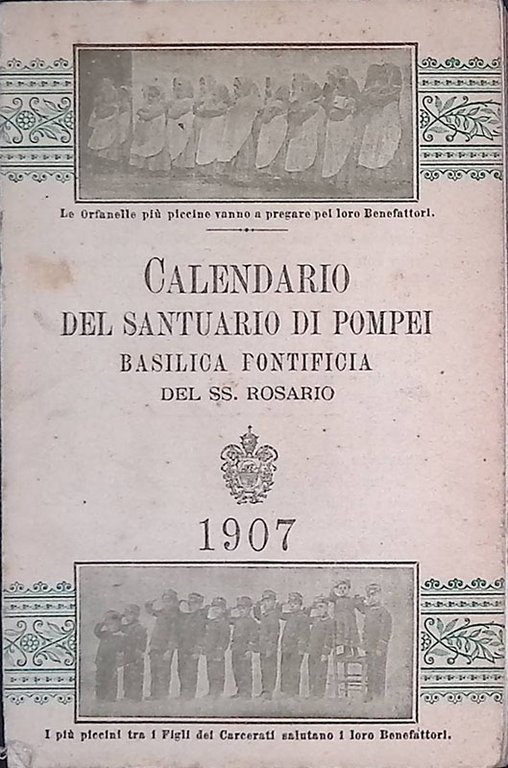 Le Orfanelle più piccine vanno a pregare pei loro Benefattori.
CALENDARIO
DEL SANTUARIO DI POMPEI
BASILICA PONTIFICIA
DEL SS. ROSARIO
1907
I più piccini tra i Figli dei Carcerati salutano i loro Benefattori.